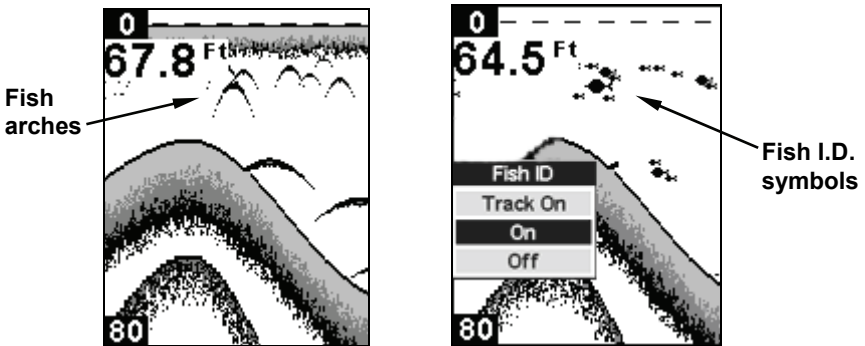 0
67.8 Ft
Fish
arches
80
0
64.5 Ft
Fish ID
Track On
On
Off
80
Fish I.D.
symbols